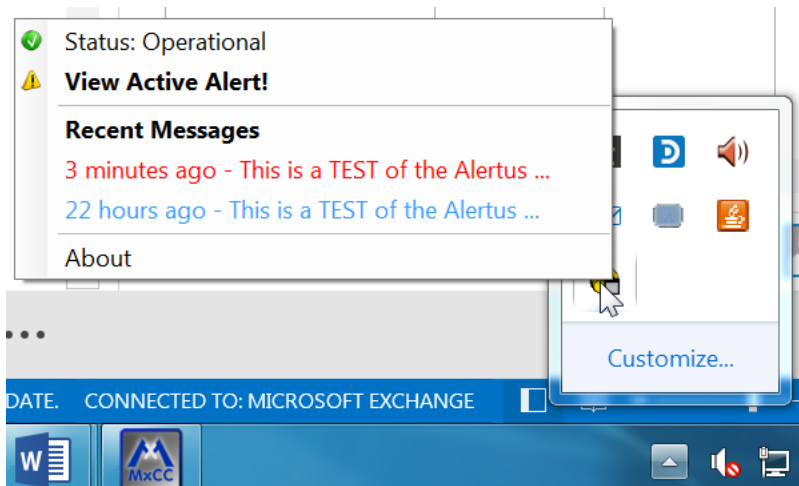 Status: Operational
View Active Alert!
Recent Messages
3 minutes ago - This is a TEST of the Alertus ...
22 hours ago - This is a TEST of the Alertus ...
About
Customize...
DATE. CONNECTED TO: MICROSOFT EXCHANGE
W
MxCC